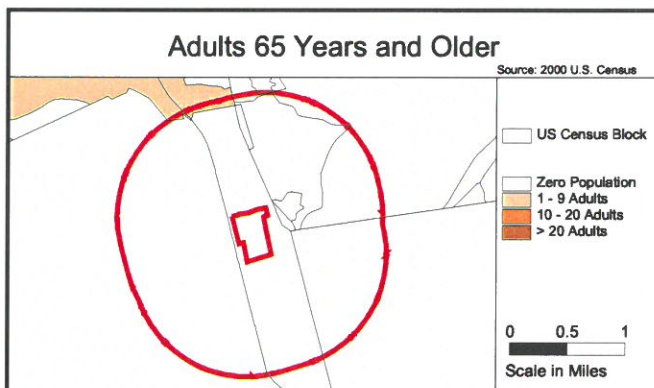 Adults 65 Years and Older
Source: 2000 U.S. Census
US Census Block
Zero Population
1 - 9 Adults
10 - 20 Adults
> 20 Adults
0 0.5 1
Scale in Miles